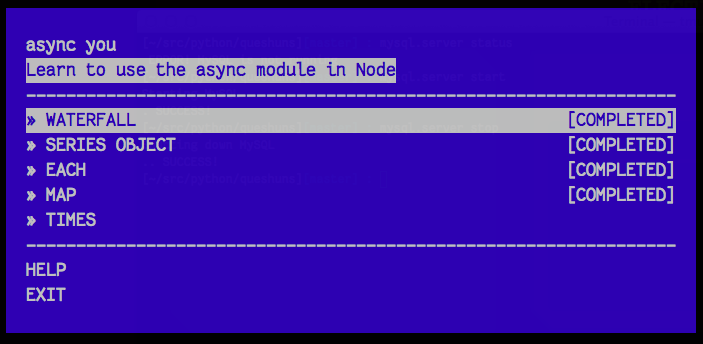 async you
Learn to use the async module in Node
» WATERFALL [COMPLETED]
» SERIES OBJECT [COMPLETED]
» EACH [COMPLETED]
» MAP [COMPLETED]
» TIMES
HELP
EXIT